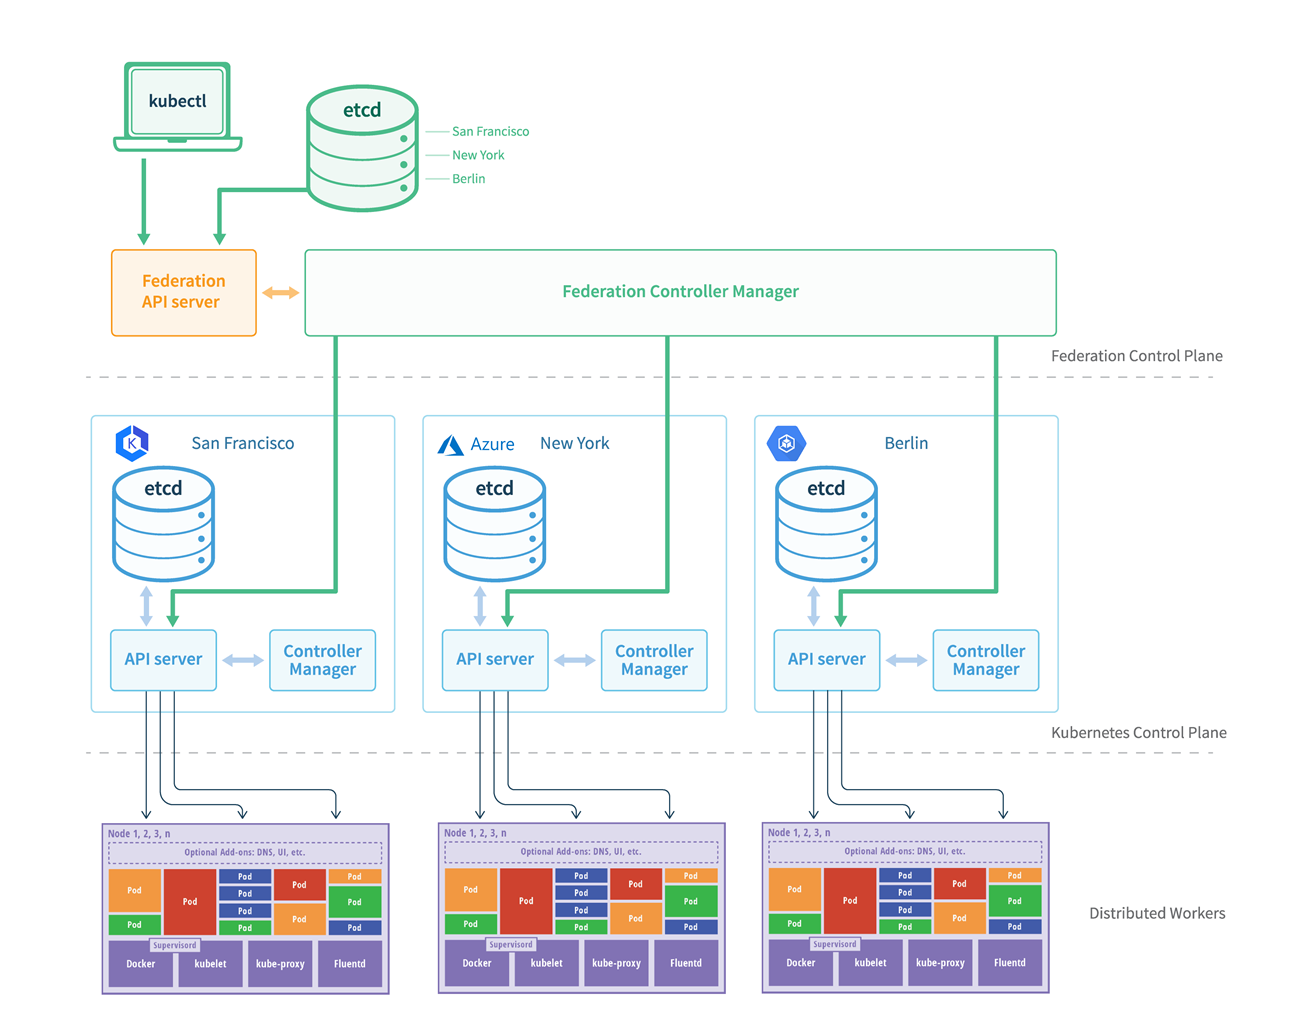 kubectl
etcd
San Francisco
New York
Berlin
Federation
API server
Federation Controller Manager
Federation Control Plane
K
San Francisco
etcd
API server
Controller
Manager
Azure
New York
etcd
API server
Controller
Manager
Berlin
etcd
API server
Controller
Manager
Kubernetes Control Plane
Node 1, 2, 3, n
Optional Add-ons: DNS, UI, etc.
Pod
Pod
Pod
Pod
Pod
Pod
Pod
Pod
Pod
Pod
Pod
Pod
Supervisord
Docker
kubelet
kube-proxy
Fluentd
Node 1, 2, 3, n
Optional Add-ons: DNS, UI, etc.
Pod
Pod
Pod
Pod
Pod
Pod
Pod
Pod
Pod
Pod
Pod
Pod
Supervisord
Docker
kubelet
kube-proxy
Fluentd
Node 1, 2, 3, n
Optional Add-ons: DNS, UI, etc.
Pod
Pod
Pod
Pod
Pod
Pod
Pod
Pod
Pod
Pod
Pod
Pod
Supervisord
Docker
kubelet
kube-proxy
Fluentd
Distributed Workers